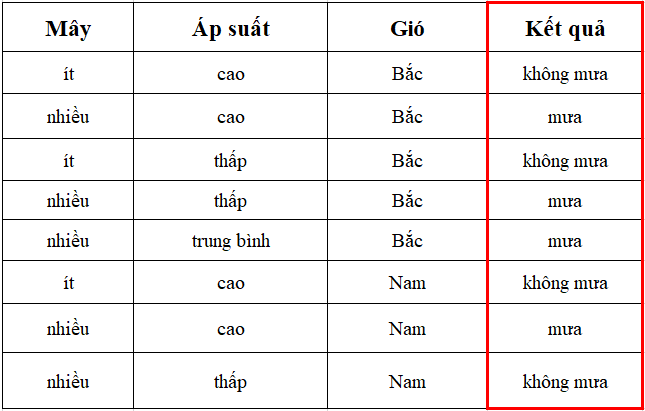 Mây Áp suất Gió Kết quả
ít cao Bắc không mưa
nhiều cao Bắc mưa
ít thấp Bắc không mưa
nhiều thấp Bắc mưa
nhiều trung bình Bắc mưa
ít cao Nam không mưa
nhiều cao Nam mưa
nhiều thấp Nam không mưa